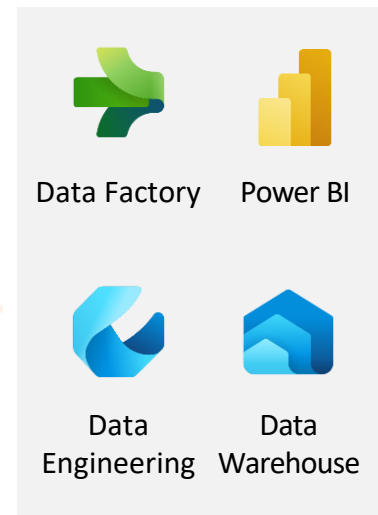 Data Factory
Power BI
Data
Engineering
Data
Warehouse